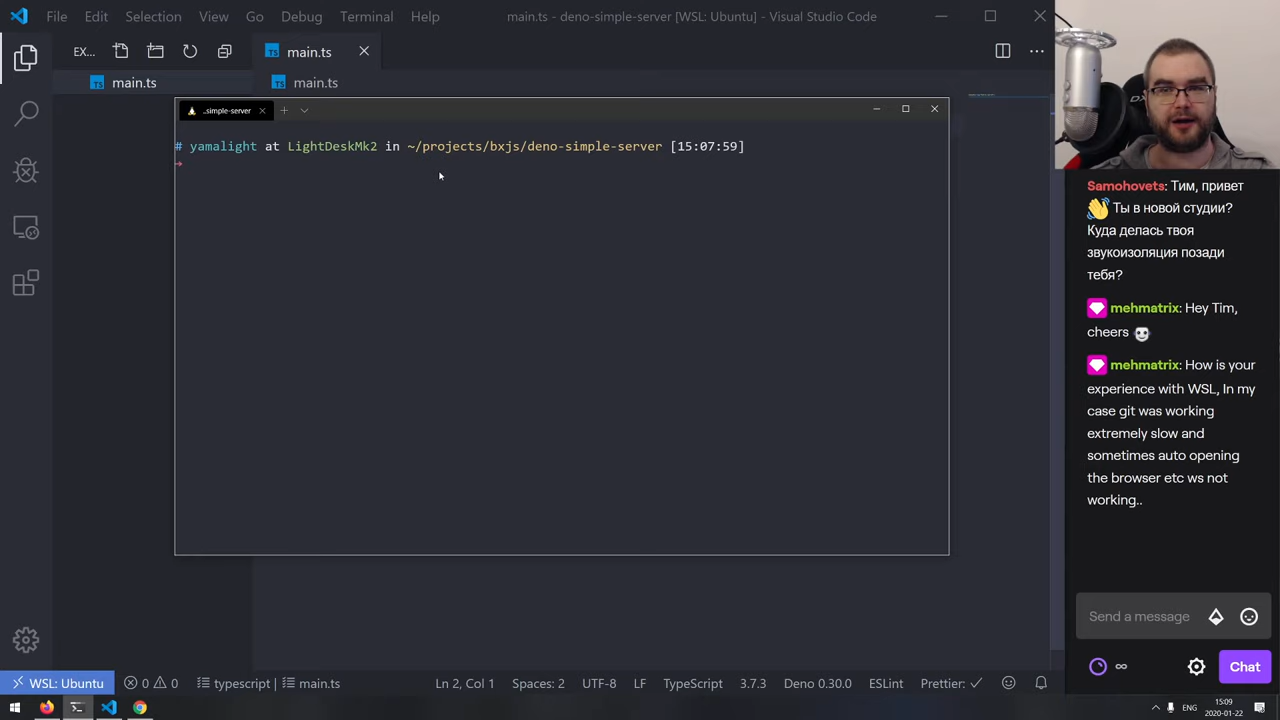 File Edit Selection View Go Debug Terminal Help main.ts - deno-simple-server [WSL: Ubuntu] - Visual Studio Code
EX... TS main.ts
TS main.ts TS main.ts
..simple-server
# yamalight at LightDeskMk2 in ~/projects/bxjs/deno-simple-server [15:07:59]
Samohovets: Тим, привет
Ты в новой студии?
Куда делась твоя
звукоизоляция позади
тебя?
mehmatrix: Hey Tim,
cheers
mehmatrix: How is your
experience with WSL, In my
case git was working
extremely slow and
sometimes auto opening
the browser etc ws not
working..
Send a message
∞ Chat
WSL: Ubuntu 0 0 typescript | main.ts Ln 2, Col 1 Spaces: 2 UTF-8 LF TypeScript 3.7.3 Deno 0.30.0 ESLint Prettier: ✓
ENG 15:09
2020-01-22